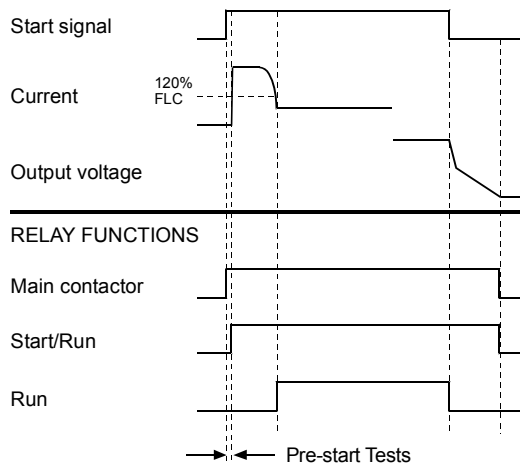 Start signal
Current
120%
FLC
Output voltage
RELAY FUNCTIONS
Main contactor
Start/Run
Run
Pre-start Tests